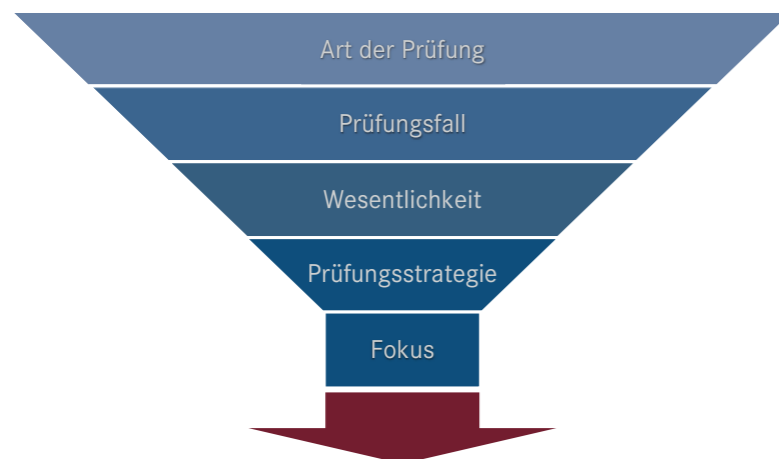 Art der Prüfung
Prüfungsfall
Wesentlichkeit
Prüfungsstrategie
Fokus